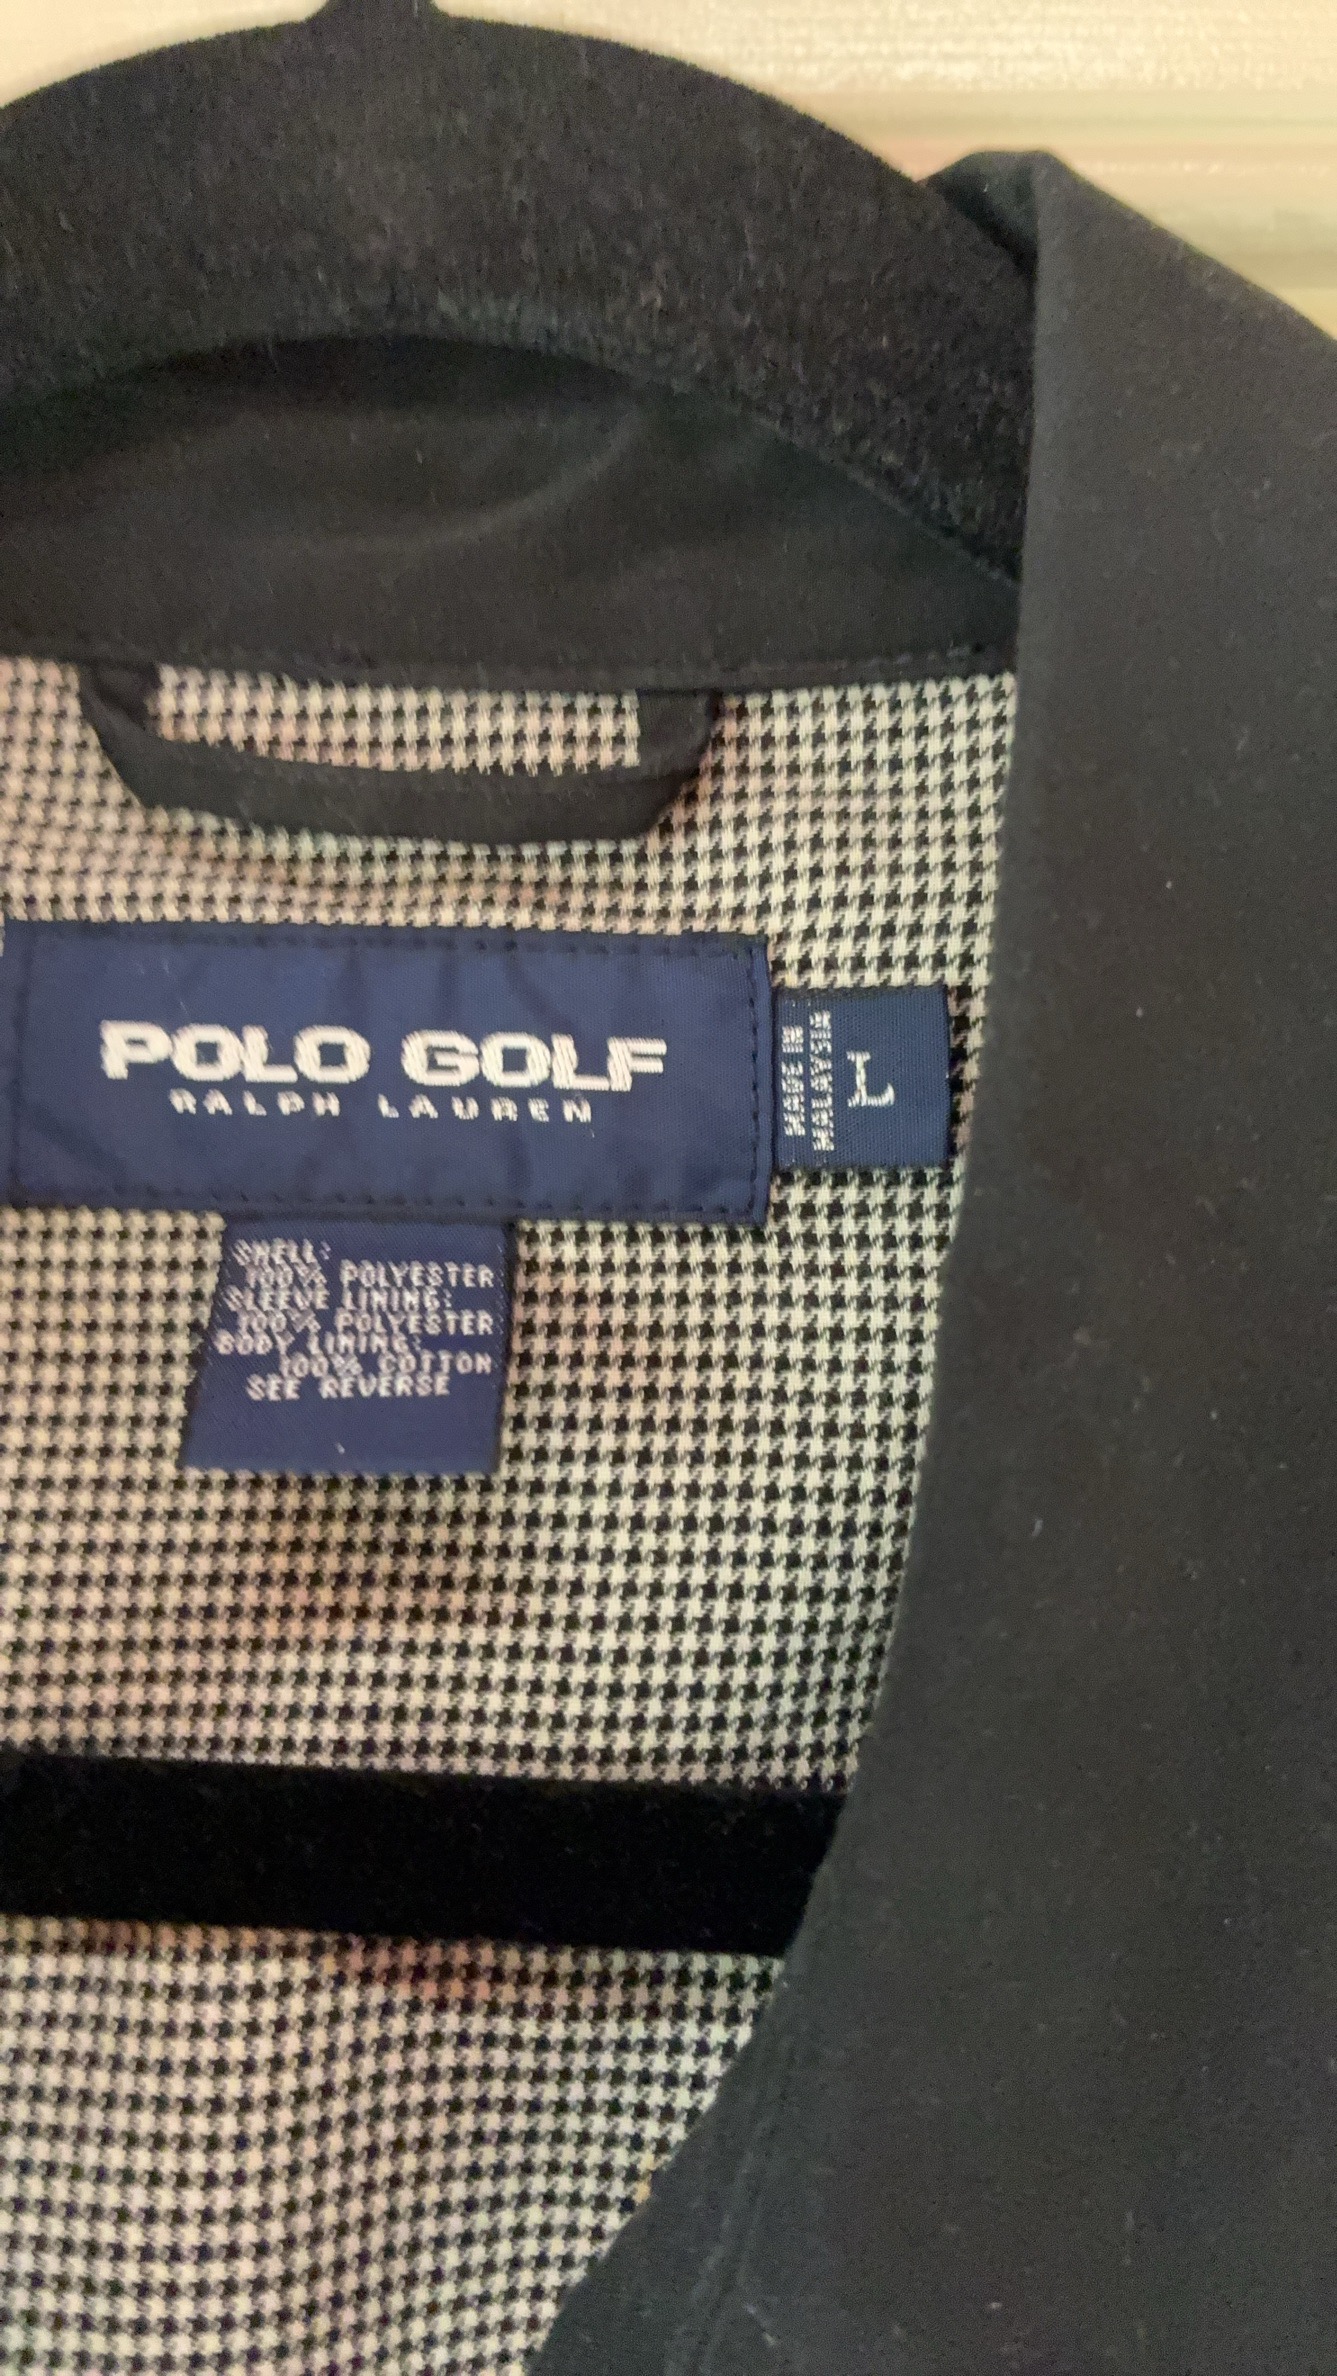 POLO GOLF
RALPH LAUREN
MADE IN
MALAYSIA
L
SHELL:
100% POLYESTER
SLEEVE LINING:
100% POLYESTER
BODY LINING:
100% COTTON
SEE REVERSE